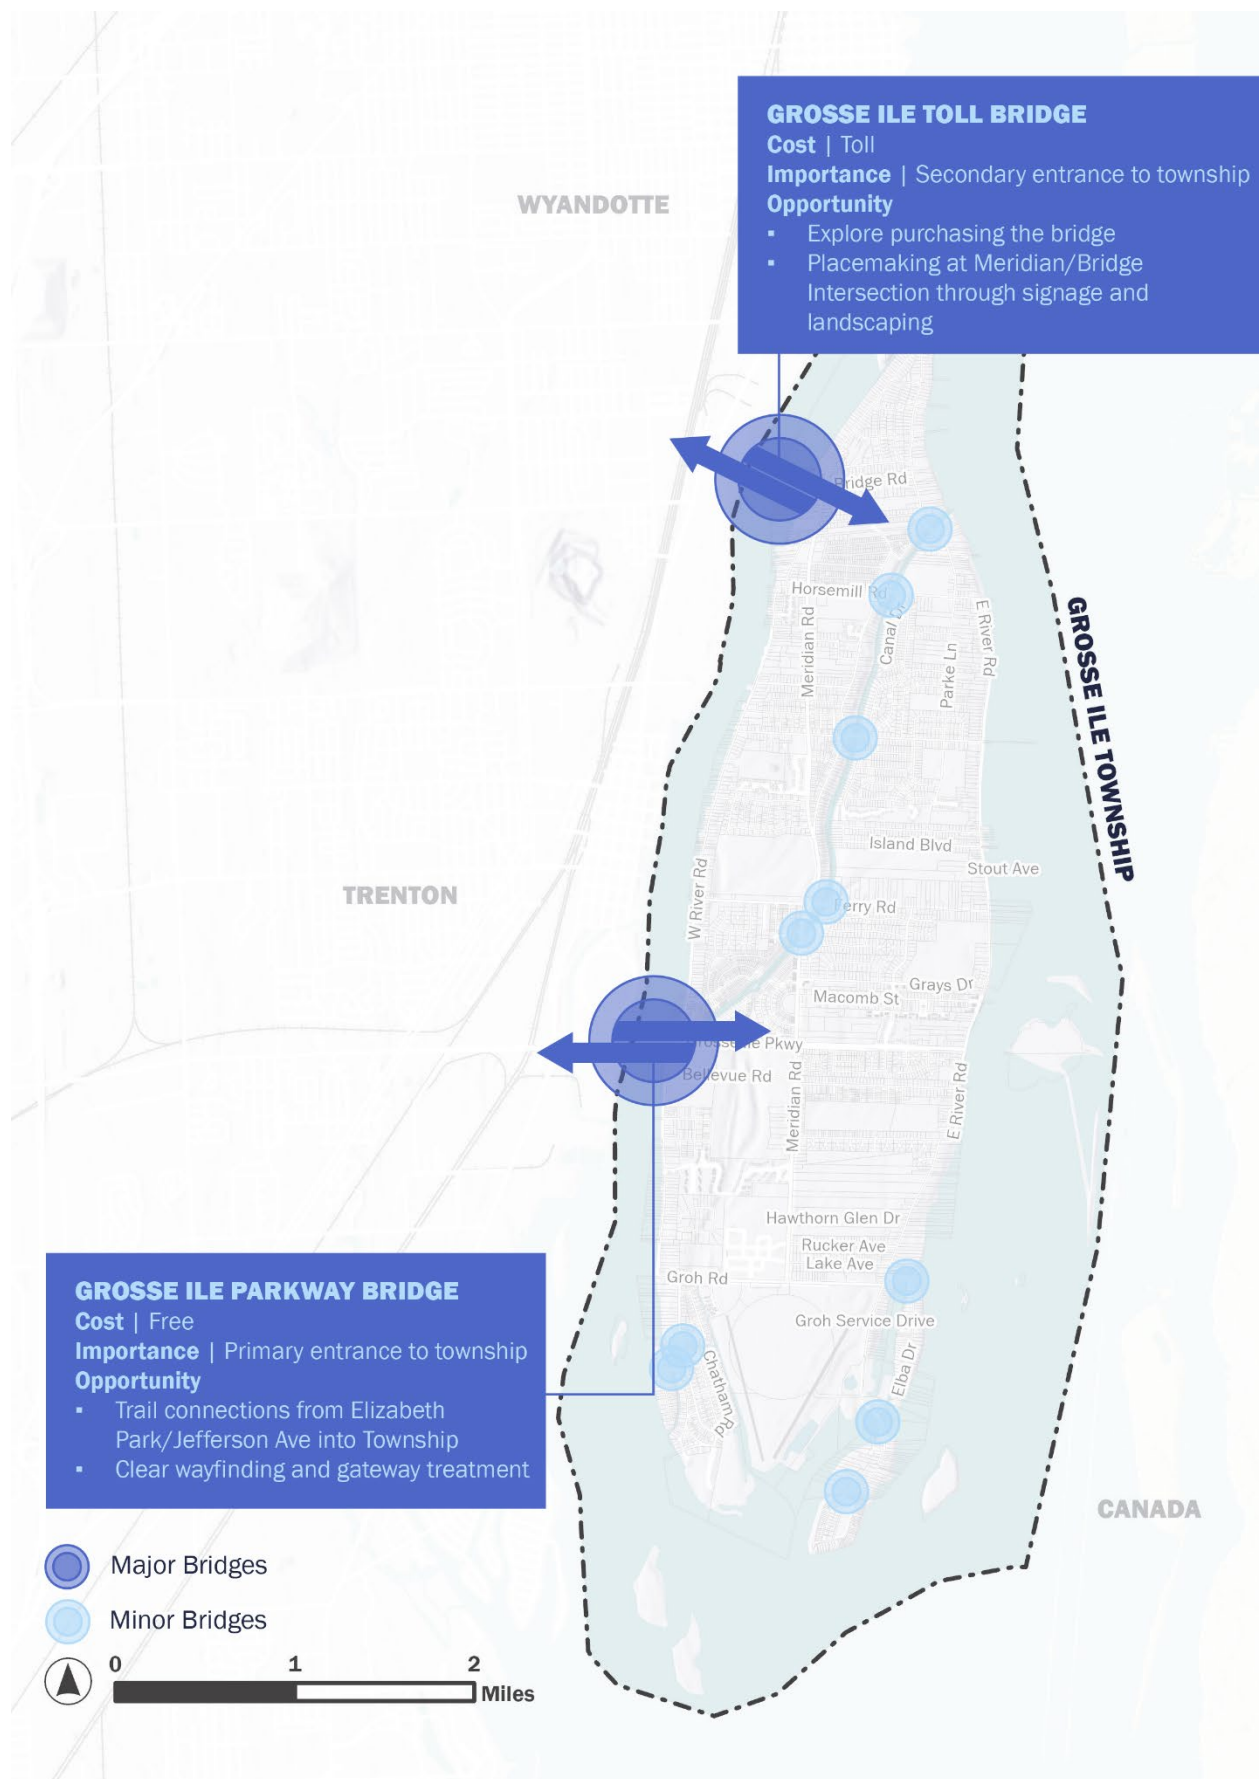 GROSSE ILE TOLL BRIDGE
Cost | Toll
Importance | Secondary entrance to township
Opportunity
▪ Explore purchasing the bridge
▪ Placemaking at Meridian/Bridge
Intersection through signage and
landscaping
WYANDOTTE
Bridge Rd
Horsemill Rd
Meridian Rd
Canal Dr
Parke Ln
E River Rd
GROSSE ILE TOWNSHIP
Island Blvd
Stout Ave
W River Rd
TRENTON
Ferry Rd
Grays Dr
Macomb St
Grosse Ile Pkwy
Bellevue Rd
Meridian Rd
E River Rd
Hawthorn Glen Dr
Rucker Ave
Lake Ave
Groh Rd
Groh Service Drive
Elba Dr
Chatham Rd
GROSSE ILE PARKWAY BRIDGE
Cost | Free
Importance | Primary entrance to township
Opportunity
▪ Trail connections from Elizabeth
Park/Jefferson Ave into Township
▪ Clear wayfinding and gateway treatment
CANADA
Major Bridges
Minor Bridges
0 1 2
Miles